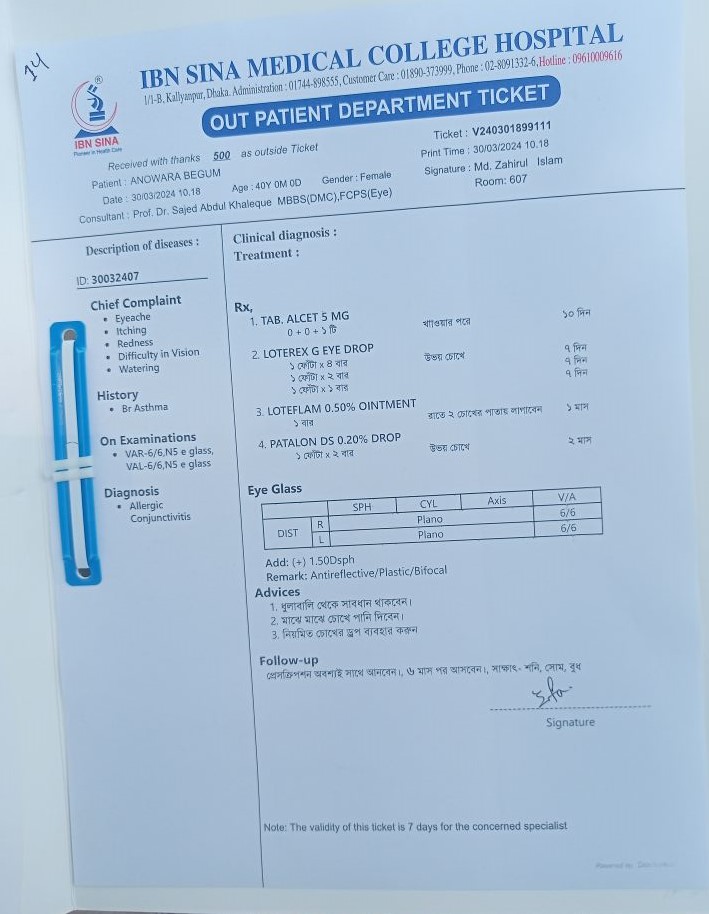 14
IBN SINA MEDICAL COLLEGE HOSPITAL
1/1-B, Kallyanpur, Dhaka. Administration : 01744-898555, Customer Care : 01890-373999, Phone : 02-8091332-6, Hotline : 09610009616
OUT PATIENT DEPARTMENT TICKET
IBN SINA
Pioneer in Health Care
Received with thanks 500 as outside Ticket
Ticket : V240301899111
Patient : ANOWARA BEGUM
Print Time : 30/03/2024 10.18
Date : 30/03/2024 10.18 Age : 40Y 0M 0D Gender : Female
Signature : Md. Zahirul Islam
Consultant : Prof. Dr. Sajed Abdul Khaleque MBBS(DMC),FCPS(Eye)
Room: 607
Description of diseases :
ID: 30032407
Chief Complaint
• Eyeache
• Itching
• Redness
• Difficulty in Vision
• Watering
History
• Br Asthma
On Examinations
• VAR-6/6,N5 e glass,
VAL-6/6,N5 e glass
Diagnosis
• Allergic
Conjunctivitis
Clinical diagnosis :
Treatment :
Rx,
1. TAB. ALCET 5 MG
0 + 0 + ১ টি খাওয়ার পরে ১০ দিন
2. LOTEREX G EYE DROP
১ ফোঁটা x 4 বার উভয় চোখে ৭ দিন
১ ফোঁটা x ২ বার ৭ দিন
১ ফোঁটা x ১ বার ৭ দিন
3. LOTEFLAM 0.50% OINTMENT
১ বার রাতে ২ চোখের পাতায় লাগাবেন ১ মাস
4. PATALON DS 0.20% DROP
১ ফোঁটা x ২ বার উভয় চোখে ২ মাস
Eye Glass
SPH CYL Axis V/A
DIST R Plano 6/6
L Plano 6/6
Add: (+) 1.50Dsph
Remark: Antireflective/Plastic/Bifocal
Advices
1. ধুলাবালি থেকে সাবধান থাকবেন।
2. মাঝে মাঝে চোখে পানি দিবেন।
3. নিয়মিত চোখের ড্রপ ব্যবহার করুন
Follow-up
প্রেসক্রিপশন অবশ্যই সাথে আনবেন।, ৬ মাস পর আসবেন।, সাক্ষাৎ- শনি, সোম, বুধ
Signature
Note: The validity of this ticket is 7 days for the concerned specialist